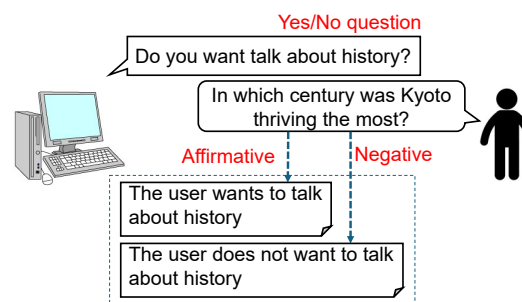 Yes/No question
Do you want talk about history?
In which century was Kyoto
thriving the most?
Affirmative
Negative
The user wants to talk
about history
The user does not want to talk
about history